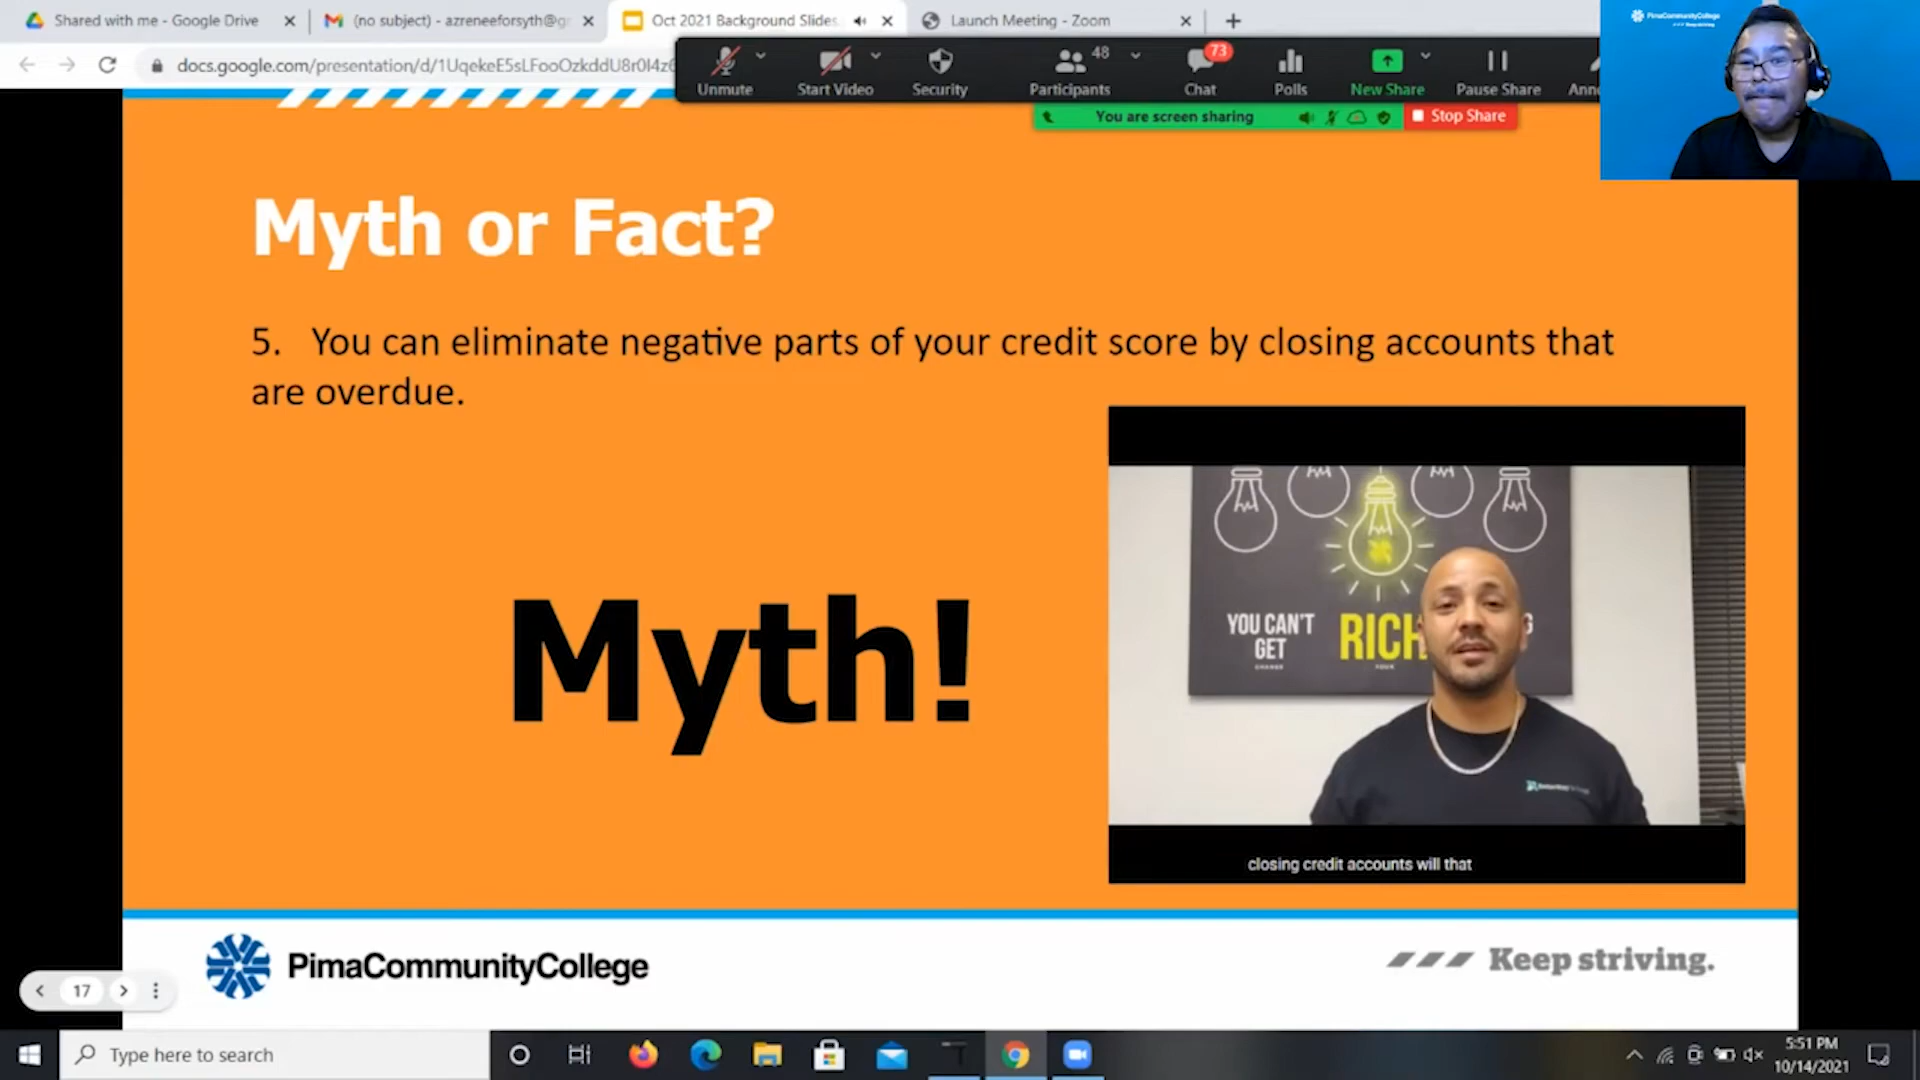 Shared with me - Google Drive
(no subject) - azreneeforsyth@g
Oct 2021 Background Slides
Launch Meeting - Zoom
docs.google.com/presentation/d/1UqekeE5sLFooOzkddU8r0l4z
Unmute
Start Video
Security
48
Participants
73
Chat
Polls
New Share
Pause Share
Ann
You are screen sharing
Stop Share
PimaCommunityCollege
Myth or Fact?
5. You can eliminate negative parts of your credit score by closing accounts that
are overdue.
Myth!
YOU CAN'T
GET
RICH
G
CHANGE
YOUR
closing credit accounts will that
PimaCommunityCollege
Keep striving.
17
Type here to search
5:51 PM
10/14/2021